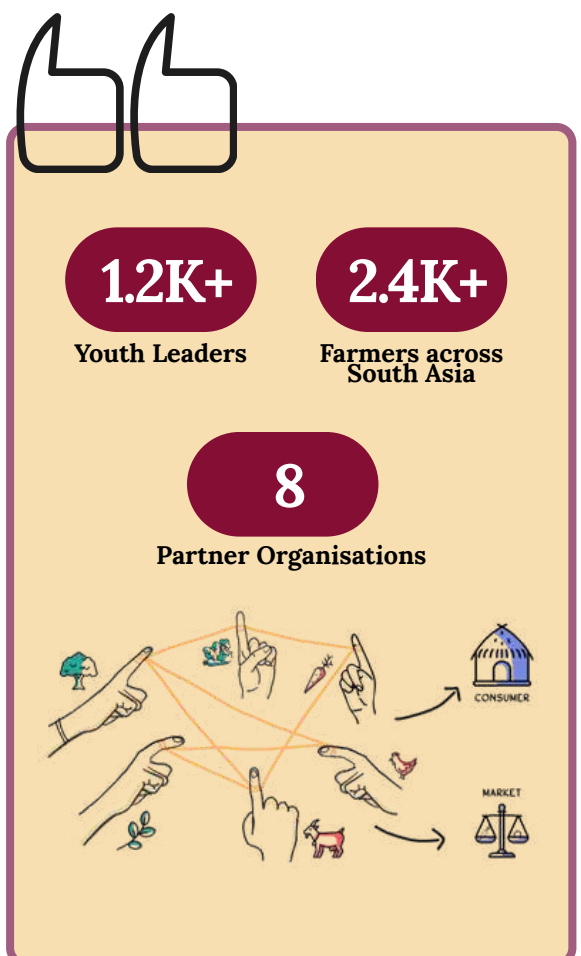 1.2K+
Youth Leaders
2.4K+
Farmers across
South Asia
8
Partner Organisations
CONSUMER
MARKET